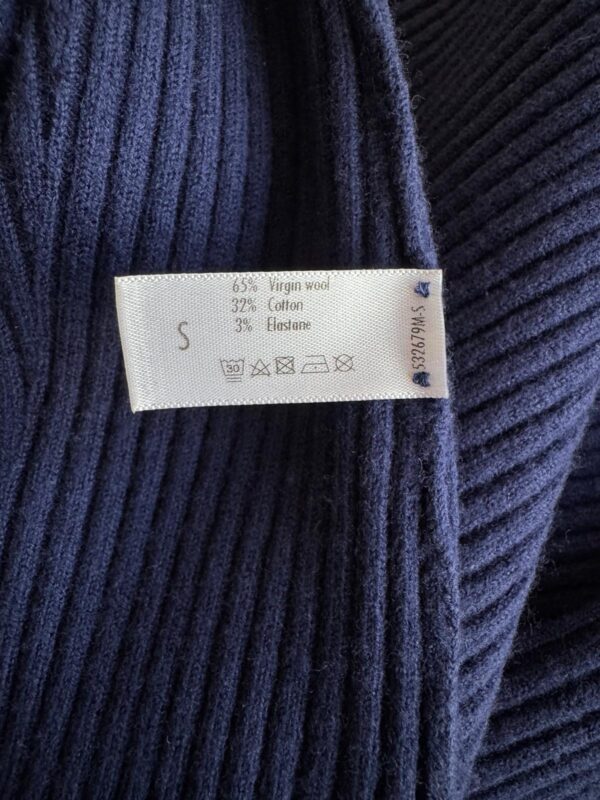 65% Virgin wool
32% Cotton
3% Elastane
S
30
532679M-S